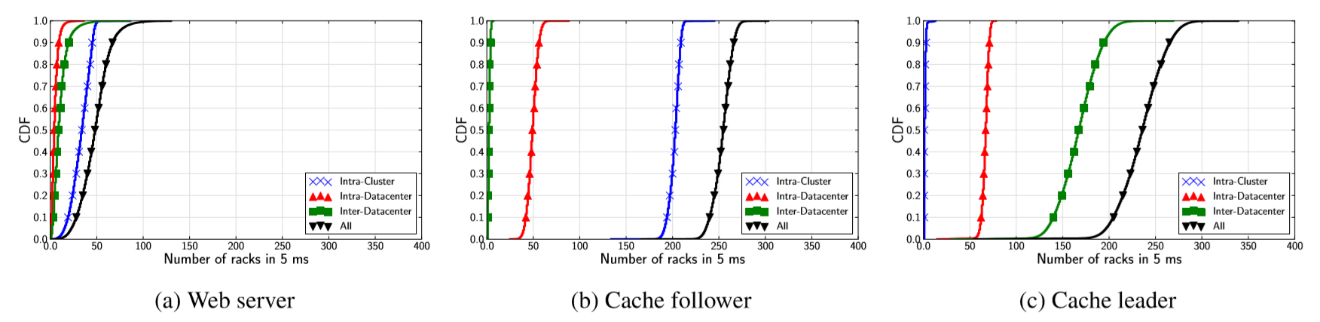 CDF
1.0
0.9
0.8
0.7
0.6
0.5
0.4
0.3
0.2
0.1
0.0
0 50 100 150 200 250 300 350 400
Number of racks in 5 ms
Intra-Cluster
Intra-Datacenter
Inter-Datacenter
All
(a) Web server
CDF
1.0
0.9
0.8
0.7
0.6
0.5
0.4
0.3
0.2
0.1
0.0
0 50 100 150 200 250 300 350 400
Number of racks in 5 ms
Intra-Cluster
Intra-Datacenter
Inter-Datacenter
All
(b) Cache follower
CDF
1.0
0.9
0.8
0.7
0.6
0.5
0.4
0.3
0.2
0.1
0.0
0 50 100 150 200 250 300 350 400
Number of racks in 5 ms
Intra-Cluster
Intra-Datacenter
Inter-Datacenter
All
(c) Cache leader